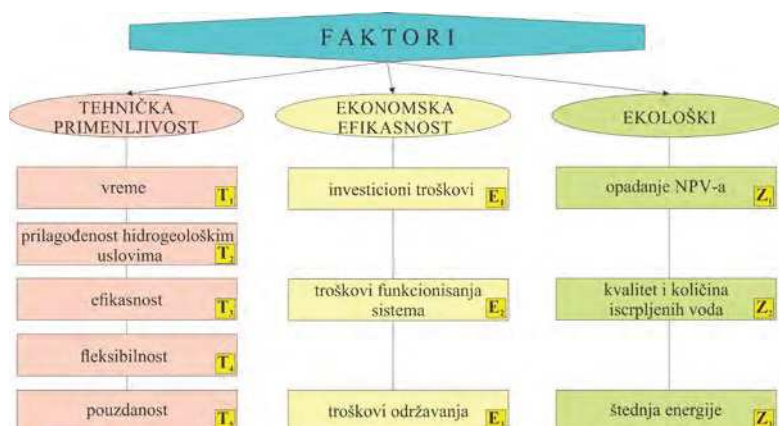 FAKTORI
TEHNIČKA
PRIMENLJIVOST
EKONOMSKA
EFIKASNOST
EKOLOŠKI
vreme
T₁
investicioni troškovi
E₁
opadanje NPV-a
Z₁
prilagođenost hidrogeološkim
uslovima
T₂
efikasnost
T₃
troškovi funkcionisanja
sistema
E₂
kvalitet i količina
iscrpljenih voda
Z₂
fleksibilnost
T₄
pouzdanost
T₅
troškovi održavanja
E₃
štednja energije
Z₃